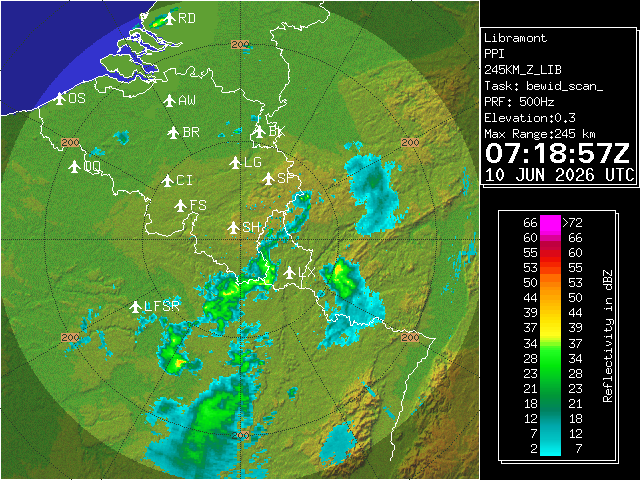 RD
200
OS
AW
BR
BK
200
200
LG
CI
SP
FS
SH
LX
LFSR
200
200
200
Libramont
PPI
245KM_Z_LIB
Task: bewid_scan_
PRF: 500Hz
Elevation:0.3
Max Range:245 km
07:18:57Z
10 JUN 2026 UTC
66 >72
60 66
55 60
53 55
50 53
44 50
39 44
37 39
34 37
28 34
23 28
21 23
18 21
12 18
7 12
2 7
Reflectivity in dBZ